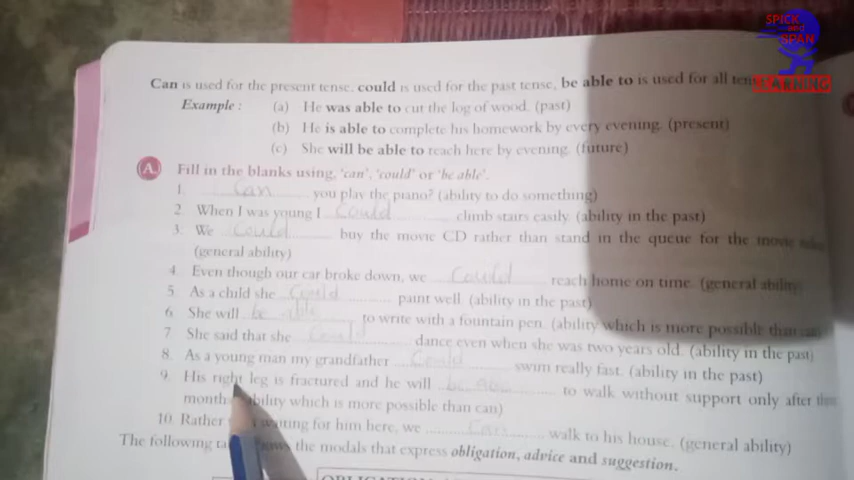 SPICK
and
SPAN
LEARNING
Can is used for the present tense, could is used for the past tense, be able to is used for all
Example : (a) He was able to cut the log of wood. (past)
(b) He is able to complete his homework by every evening. (present)
(c) She will be able to reach here by evening. (future)
A. Fill in the blanks using, 'can', 'could' or 'be able'.
1. Can you play the piano? (ability to do something)
2. When I was young I could climb stairs easily. (ability in the past)
3. We Could buy the movie CD rather than stand in the queue for the movie
(general ability)
4. Even though our car broke down, we Could reach home on time. (general ability)
5. As a child she Could paint well. (ability in the past)
6. She will be able to write with a fountain pen. (ability which is more possible than can)
7. She said that she Could dance even when she was two years old. (ability in the past)
8. As a young man my grandfather Could swim really fast. (ability in the past)
9. His right leg is fractured and he will be able to walk without support only after
month ability which is more possible than can)
10. Rather waiting for him here, we Can walk to his house. (general ability)
The following the modals that express obligation, advice and suggestion.